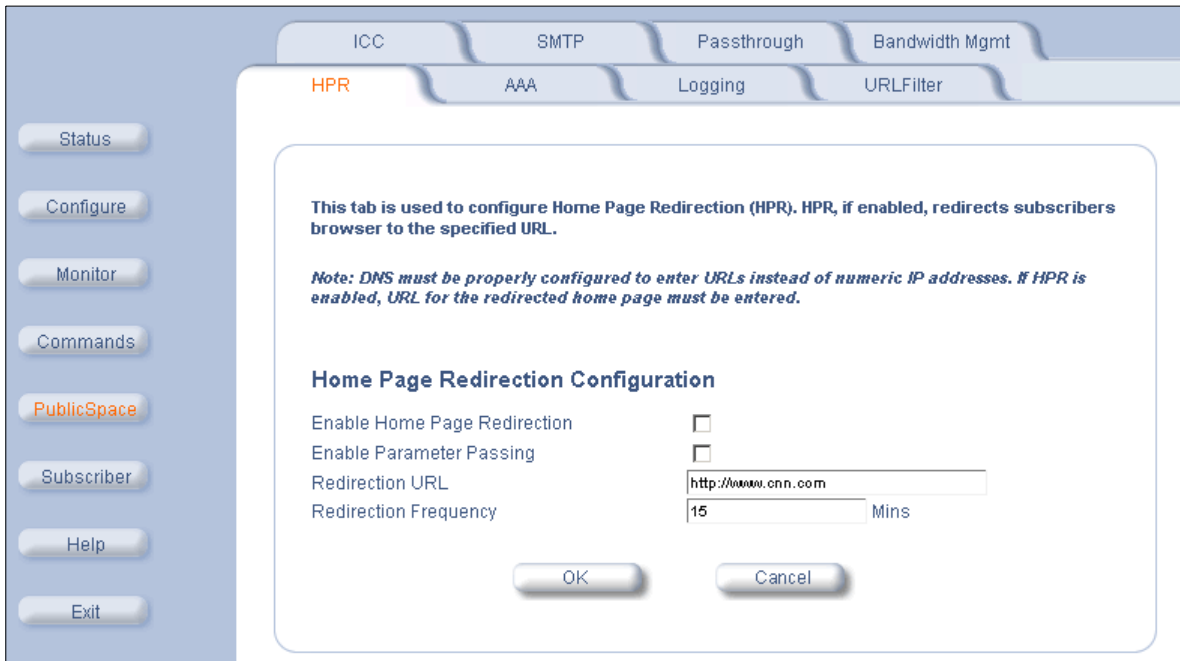 ICC SMTP Passthrough Bandwidth Mgmt
HPR AAA Logging URLFilter
Status
Configure
Monitor
Commands
PublicSpace
Subscriber
Help
Exit
This tab is used to configure Home Page Redirection (HPR). HPR, if enabled, redirects subscribers
browser to the specified URL.
Note: DNS must be properly configured to enter URLs instead of numeric IP addresses. If HPR is
enabled, URL for the redirected home page must be entered.
Home Page Redirection Configuration
Enable Home Page Redirection
Enable Parameter Passing
Redirection URL http://www.cnn.com
Redirection Frequency 15 Mins
OK Cancel